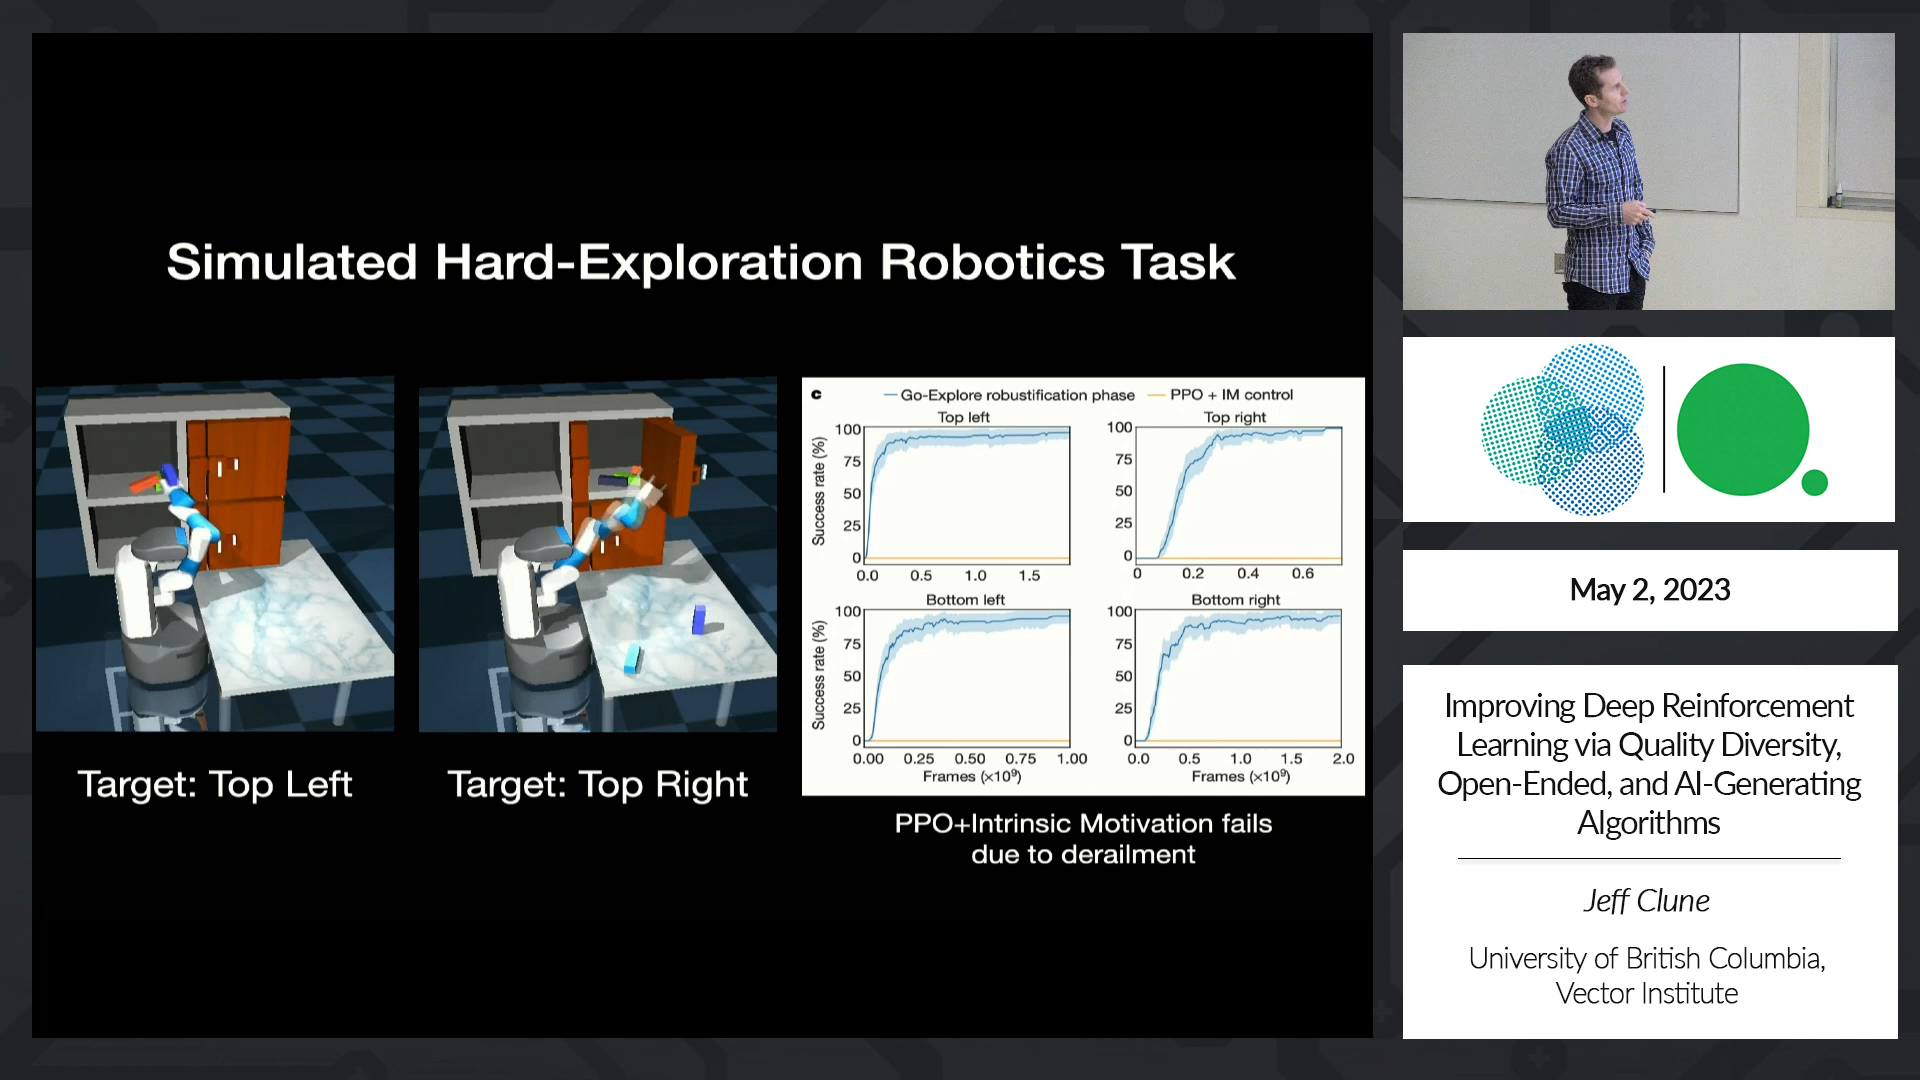 Simulated Hard-Exploration Robotics Task
Target: Top Left
Target: Top Right
c
Go-Explore robustification phase
PPO + IM control
Top left
Success rate (%)
100
75
50
25
0
0.0 0.5 1.0 1.5
Top right
100
75
50
25
0
0 0.2 0.4 0.6
Bottom left
Success rate (%)
100
75
50
25
0
0.00 0.25 0.50 0.75 1.00
Frames (×10⁹)
Bottom right
100
75
50
25
0
0.0 0.5 1.0 1.5 2.0
Frames (×10⁹)
PPO+Intrinsic Motivation fails
due to derailment
May 2, 2023
Improving Deep Reinforcement
Learning via Quality Diversity,
Open-Ended, and AI-Generating
Algorithms
Jeff Clune
University of British Columbia,
Vector Institute